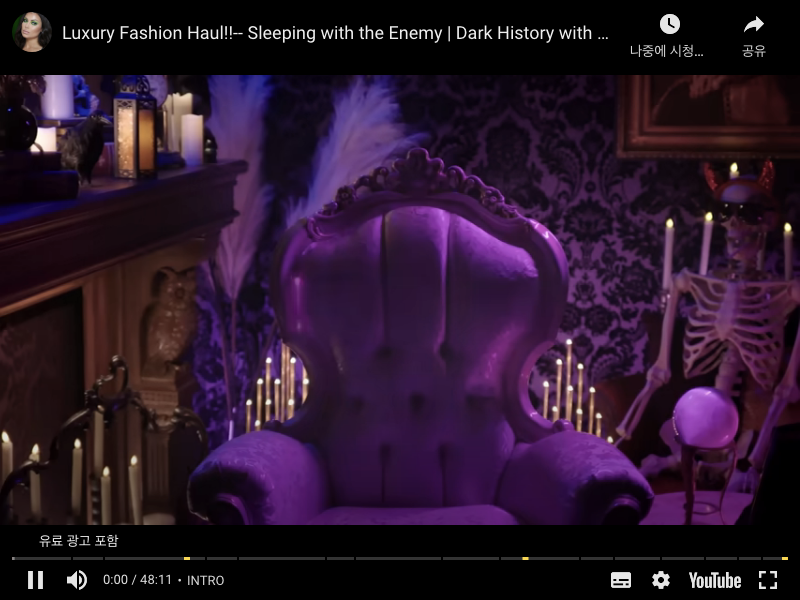 Luxury Fashion Haul!!-- Sleeping with the Enemy | Dark History with ...
나중에 시청...
공유
유료 광고 포함
0:00 / 48:11 • INTRO
YouTube